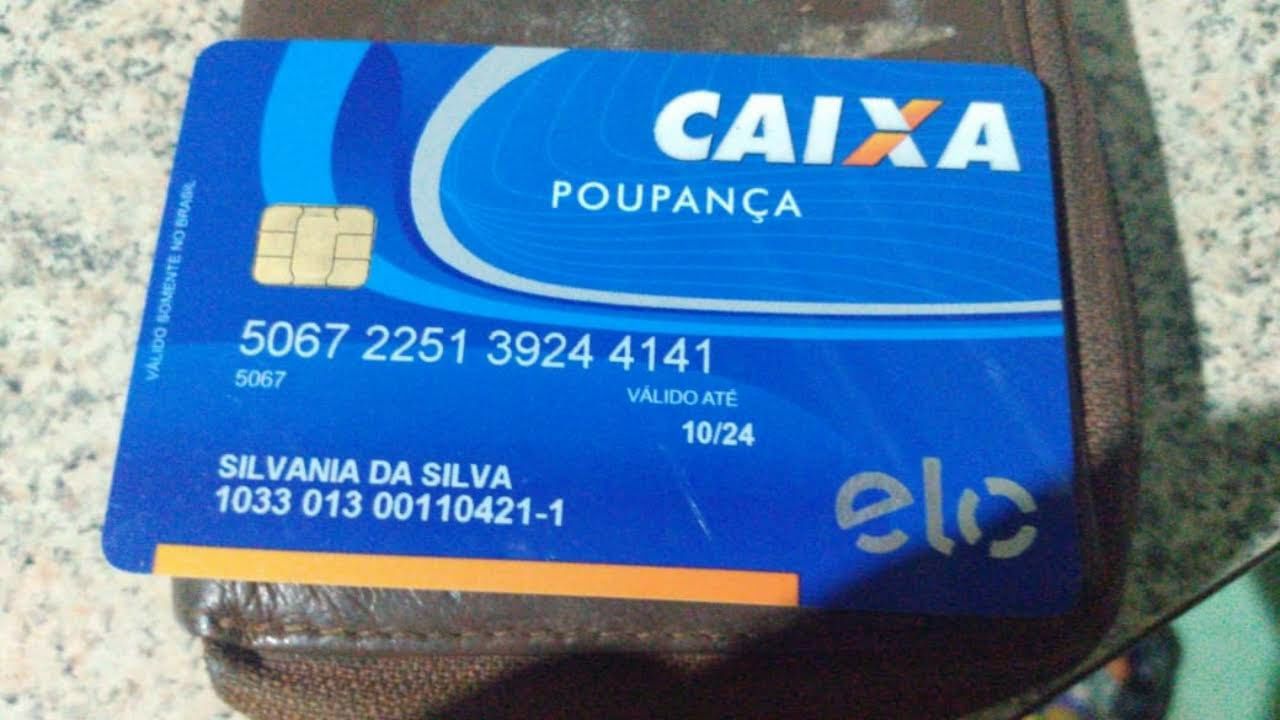 CAIXA
POUPANÇA
VÁLIDO SOMENTE NO BRASIL
5067 2251 3924 4141
5067
VÁLIDO ATÉ
10/24
SILVANIA DA SILVA
1033 013 00110421-1
elo